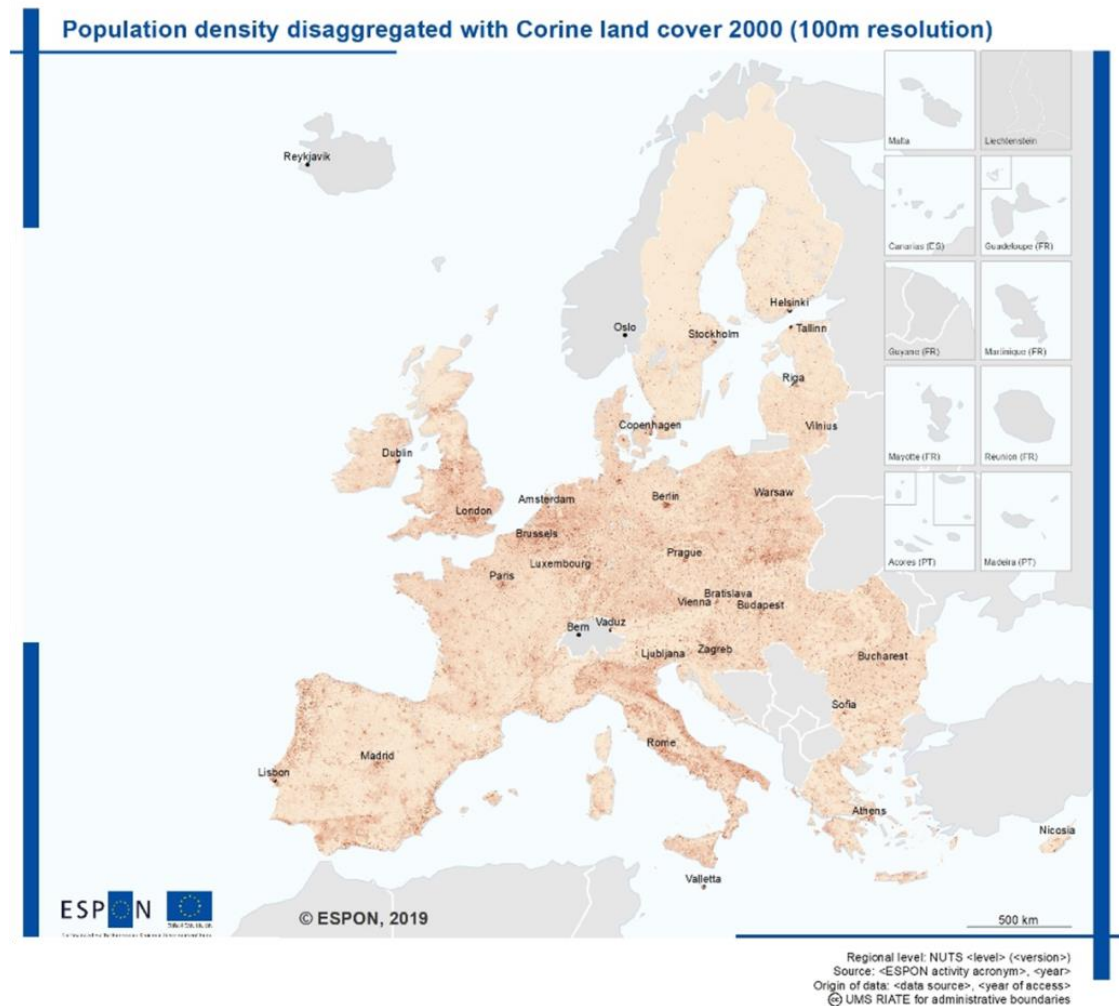 Population density disaggregated with Corine land cover 2000 (100m resolution)
Malta
Liechtenstein
Reykjavik
Canarias (ES)
Guadeloupe (FR)
Helsinki
Oslo
Stockholm
Tallinn
Guyane (FR)
Martinique (FR)
Riga
Copenhagen
Vilnius
Dublin
Mayotte (FR)
Reunion (FR)
Amsterdam
Berlin
Warsaw
London
Brussels
Prague
Luxembourg
Acores (PT)
Madeira (PT)
Paris
Bratislava
Vienna
Budapest
Bern
Vaduz
Ljubljana
Zagreb
Bucharest
Sofia
Rome
Madrid
Lisbon
Athens
Nicosia
Valletta
ESPON
© ESPON, 2019
500 km
Regional level: NUTS <level> (<version>)
Source: <ESPON activity acronym>, <year>
Origin of data: <data source>, <year of access>
cc UMS RIATE for administrative boundaries